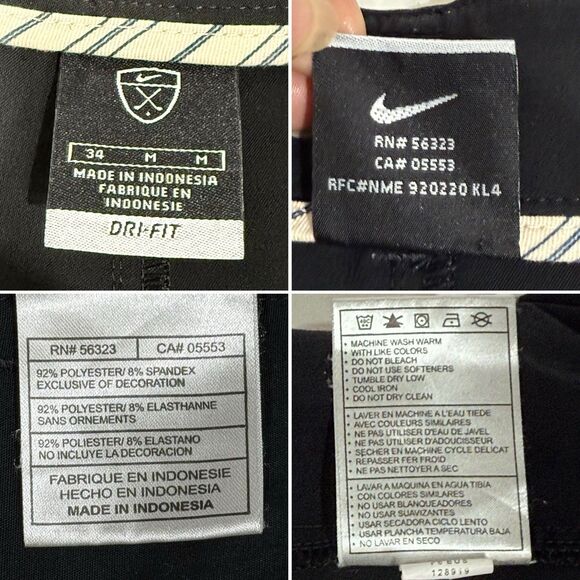 34 M M
MADE IN INDONESIA
FABRIQUE EN
INDONESIE
DRI-FIT
RN# 56323
CA# 05553
RFC#NME 920220 KL4
RN# 56323 CA# 05553
92% POLYESTER/ 8% SPANDEX
EXCLUSIVE OF DECORATION
92% POLYESTER/ 8% ELASTHANNE
SANS ORNEMENTS
92% POLIESTER/ 8% ELASTANO
NO INCLUYE LA DECORACION
FABRIQUE EN INDONESIE
HECHO EN INDONESIA
MADE IN INDONESIA
• MACHINE WASH WARM
• WITH LIKE COLORS
• DO NOT BLEACH
• DO NOT USE SOFTENERS
• TUMBLE DRY LOW
• COOL IRON
• DO NOT DRY CLEAN
• LAVER EN MACHINE A L'EAU TIEDE
• AVEC COULEURS SIMILAIRES
• NE PAS UTILISER D'EAU DE JAVEL
• NE PAS UTILISER D'ADOUCISSEUR
• SECHER EN MACHINE CYCLE DELICAT
• REPASSER FER FROID
• NE PAS NETTOYER A SEC
• LAVAR A MAQUINA EN AGUA TIBIA
• CON COLORES SIMILARES
• NO USAR BLANQUEADORES
• NO USAR SUAVIZANTES
• USAR SECADORA CICLO LENTO
• USAR PLANCHA TEMPERATURA BAJA
• NO LAVAR EN SECO
128919